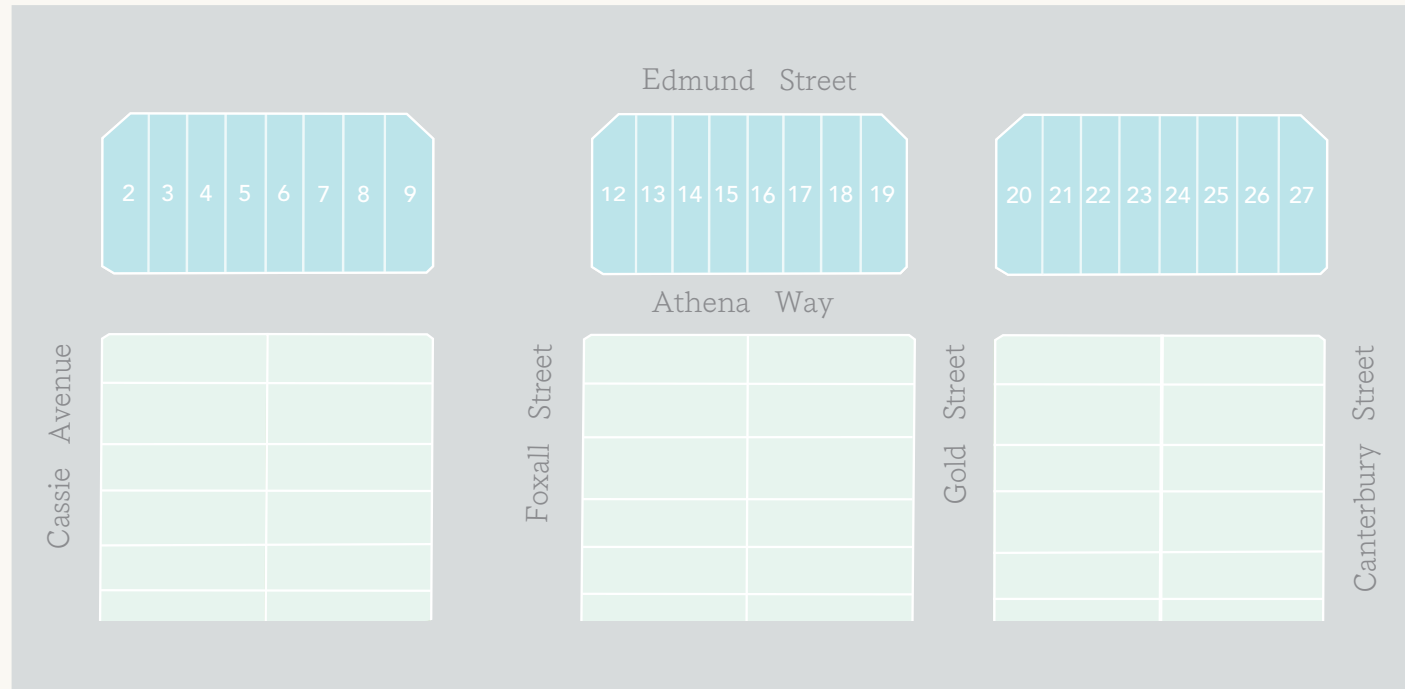 Edmund Street
2 3 4 5 6 7 8 9
12 13 14 15 16 17 18 19
20 21 22 23 24 25 26 27
Athena Way
Cassie Avenue
Foxall Street
Gold Street
Canterbury Street